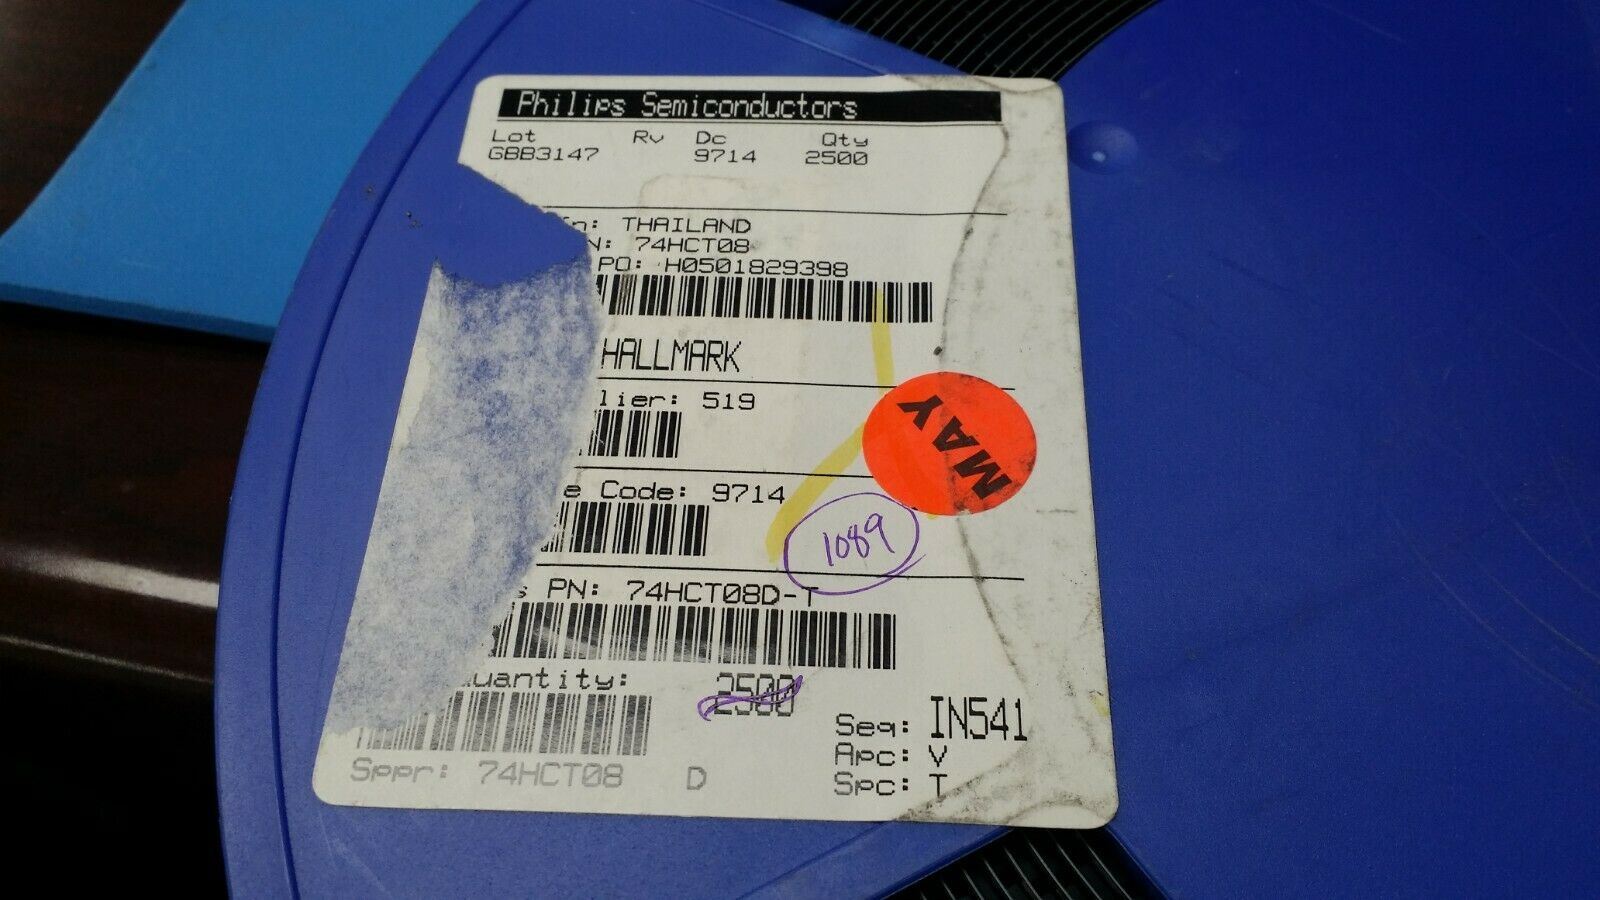 Philips Semiconductors
Lot Rv Dc Qty
GBB3147 9714 2500
in: THAILAND
N: 74HCT08
PO: H0501829398
HALLMARK
lier: 519
MAY
e Code: 9714
1089
s PN: 74HCT08D-T
uantity: 2500
Seq: IN541
Apc: V
Spc: T
Sppr: 74HCT08 D